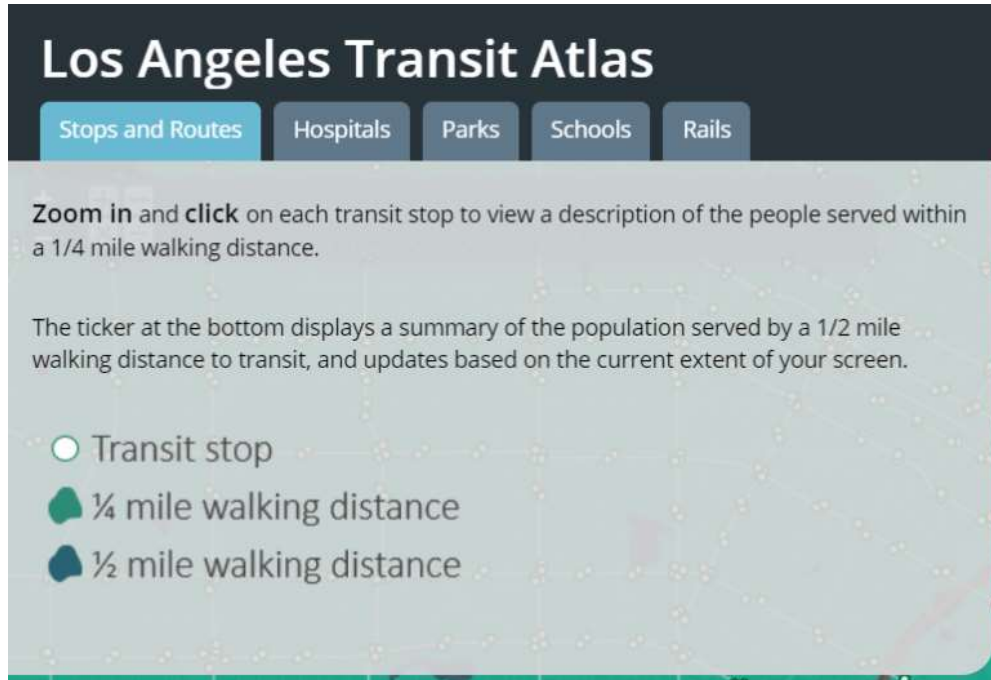 Los Angeles Transit Atlas
Stops and Routes Hospitals Parks Schools Rails
Zoom in and click on each transit stop to view a description of the people served within
a 1/4 mile walking distance.
The ticker at the bottom displays a summary of the population served by a 1/2 mile
walking distance to transit, and updates based on the current extent of your screen.
Transit stop
¼ mile walking distance
½ mile walking distance